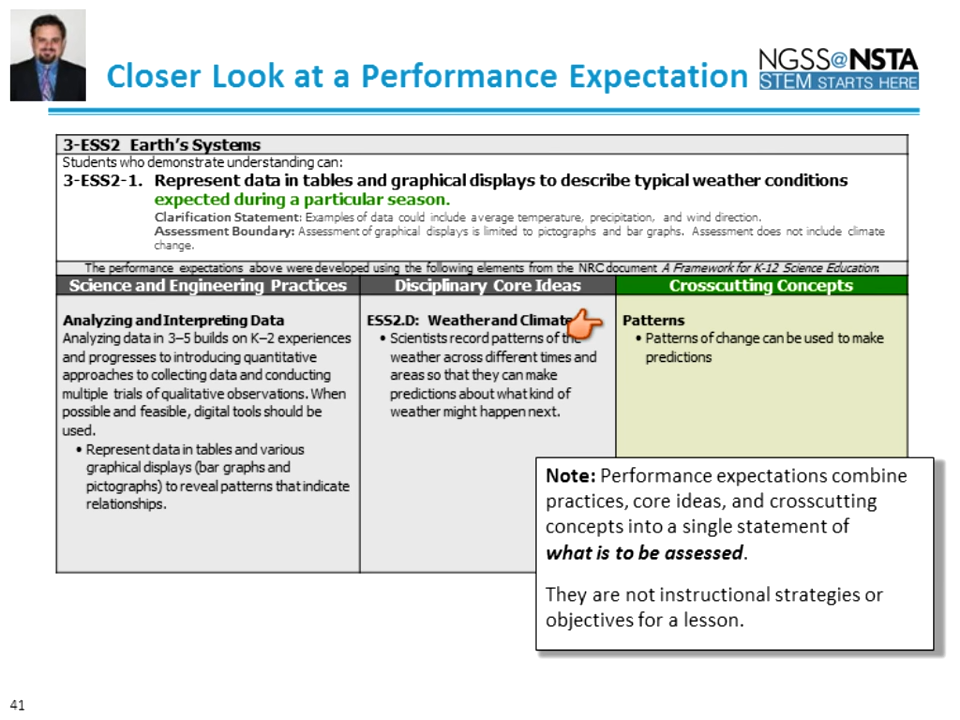 Closer Look at a Performance Expectation
NGSS@NSTA
STEM STARTS HERE
3-ESS2 Earth's Systems
Students who demonstrate understanding can:
3-ESS2-1. Represent data in tables and graphical displays to describe typical weather conditions
expected during a particular season.
Clarification Statement: Examples of data could include average temperature, precipitation, and wind direction.
Assessment Boundary: Assessment of graphical displays is limited to pictographs and bar graphs. Assessment does not include climate
change.
The performance expectations above were developed using the following elements from the NRC document A Framework for K-12 Science Education:
Science and Engineering Practices
Analyzing and Interpreting Data
Analyzing data in 3–5 builds on K–2 experiences
and progresses to introducing quantitative
approaches to collecting data and conducting
multiple trials of qualitative observations. When
possible and feasible, digital tools should be
used.
• Represent data in tables and various
graphical displays (bar graphs and
pictographs) to reveal patterns that indicate
relationships.
Disciplinary Core Ideas
ESS2.D: Weather and Climate
• Scientists record patterns of the
weather across different times and
areas so that they can make
predictions about what kind of
weather might happen next.
Crosscutting Concepts
Patterns
• Patterns of change can be used to make
predictions
Note: Performance expectations combine
practices, core ideas, and crosscutting
concepts into a single statement of
what is to be assessed.
They are not instructional strategies or
objectives for a lesson.
41